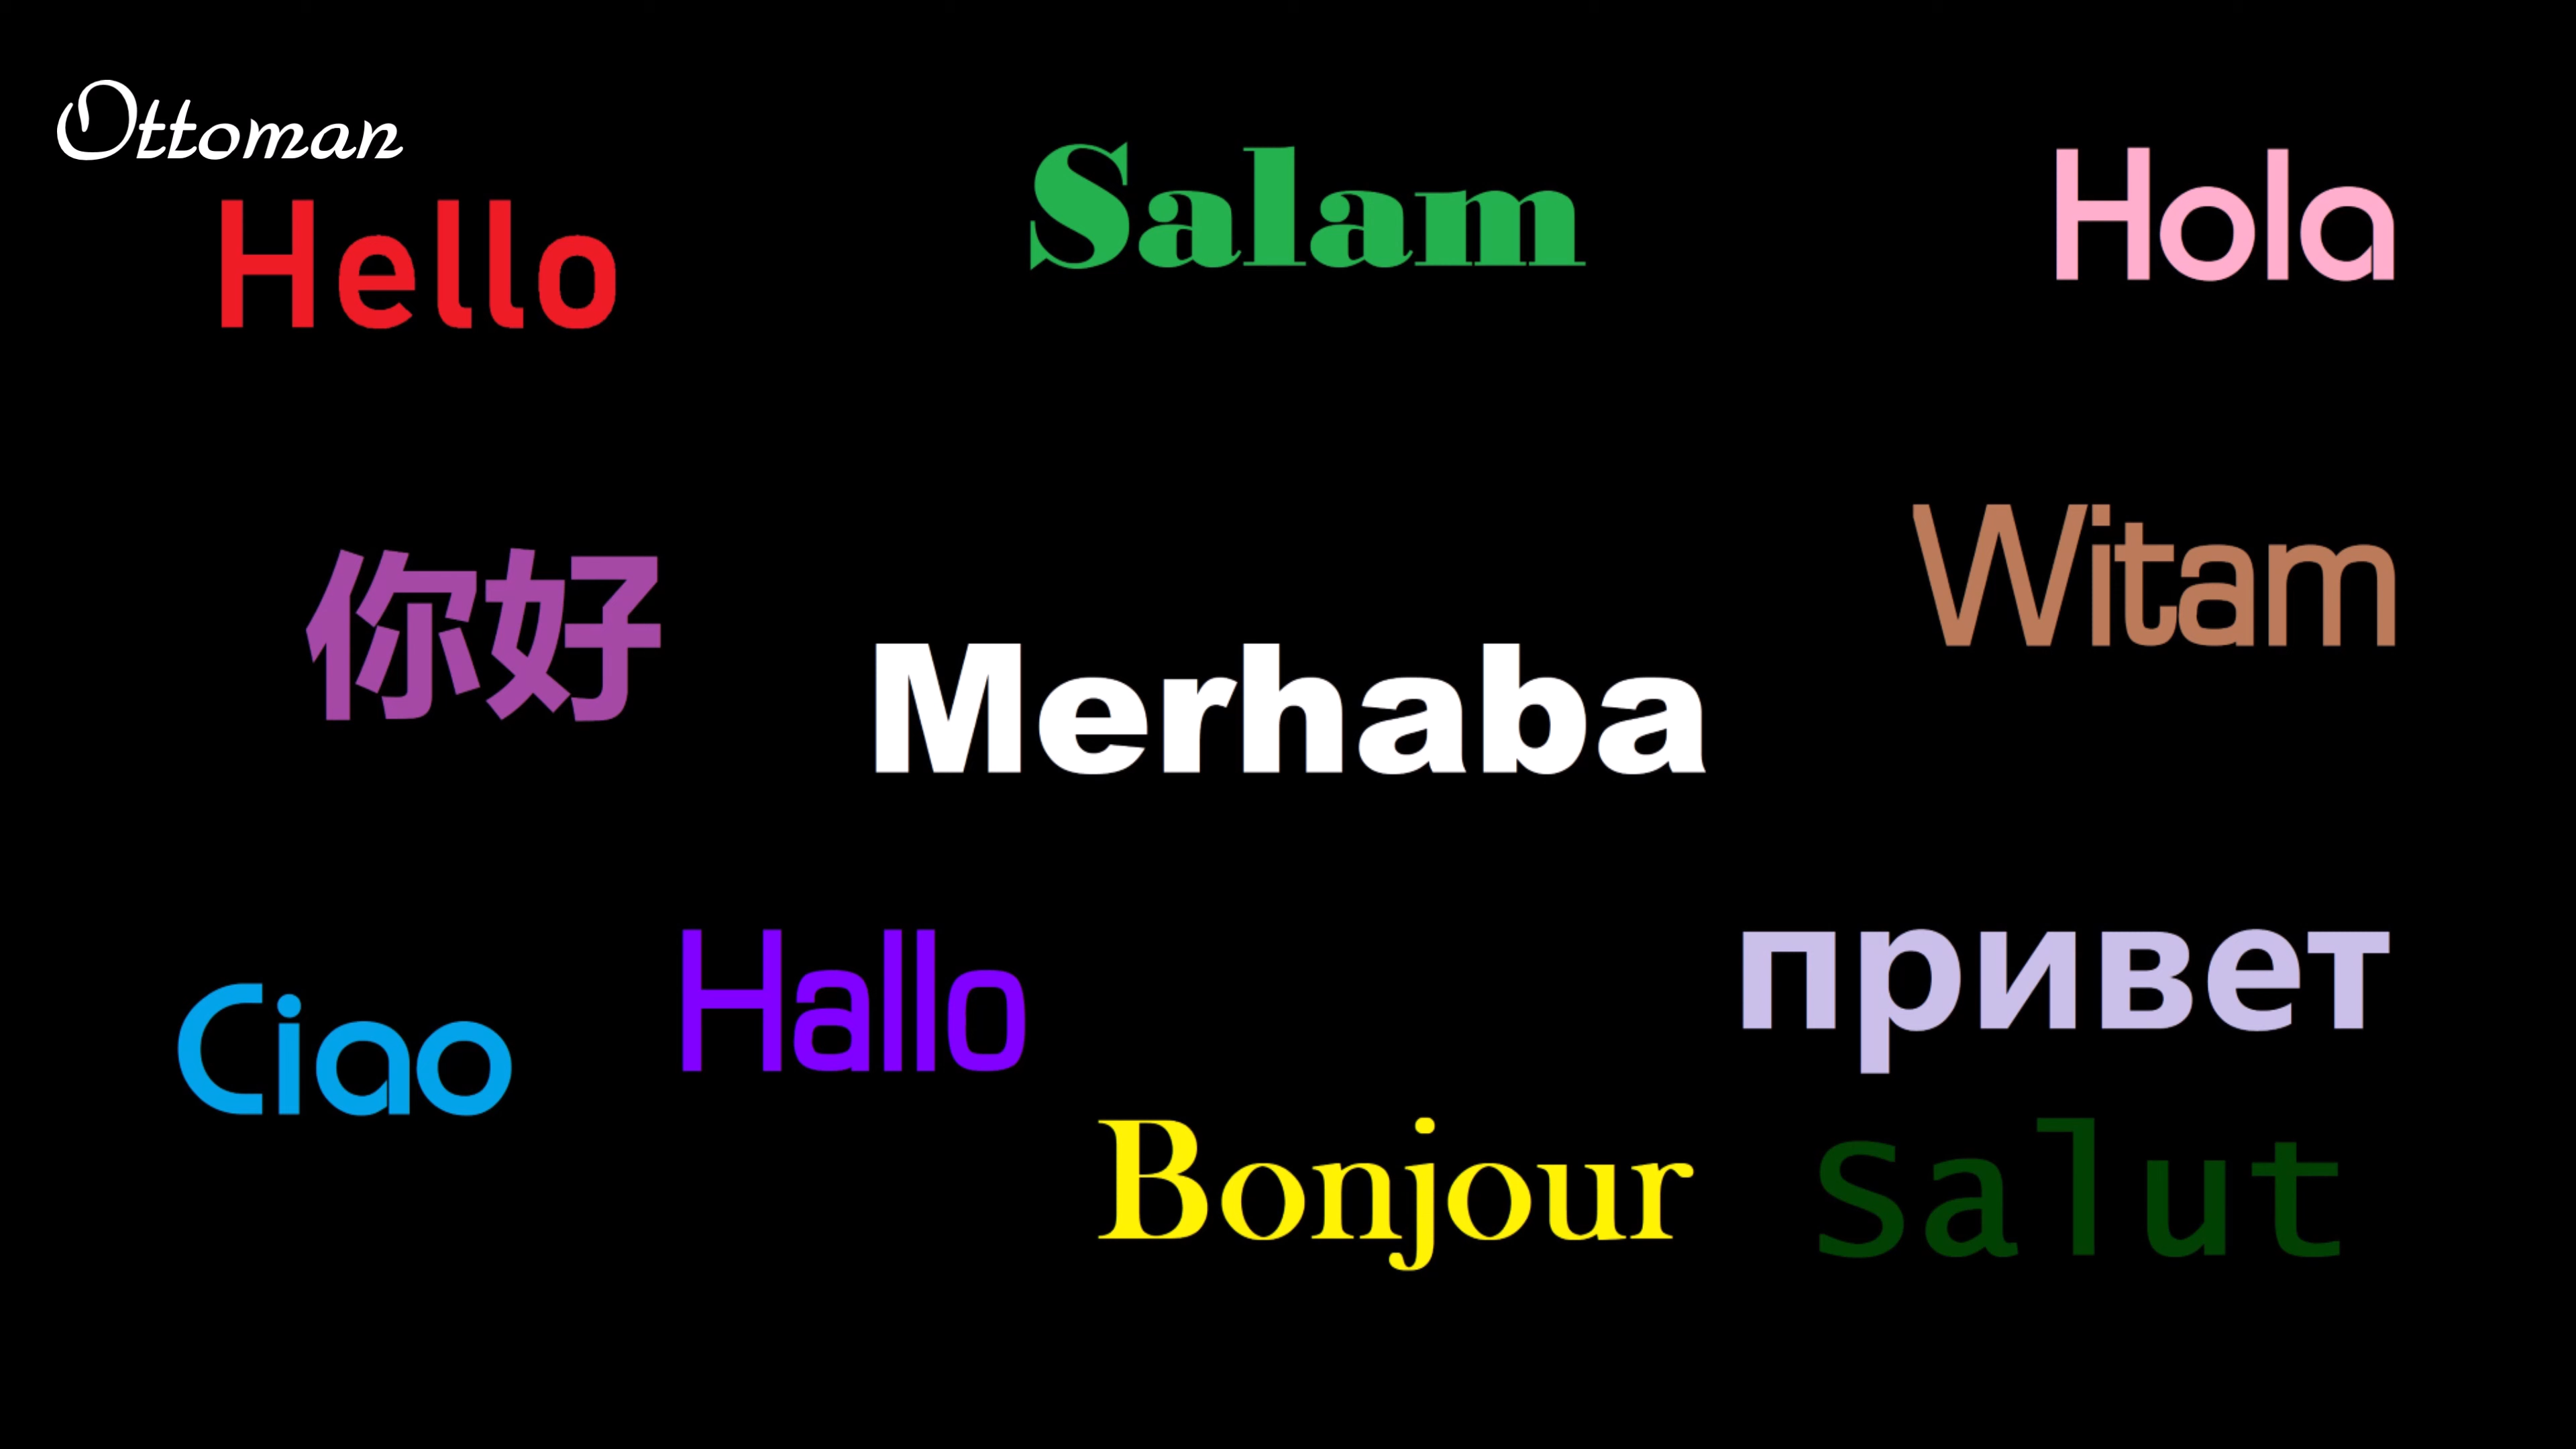 Ottoman
Hello
Salam
Hola
你好
Witam
Merhaba
Ciao
Hallo
привет
Bonjour
Salut